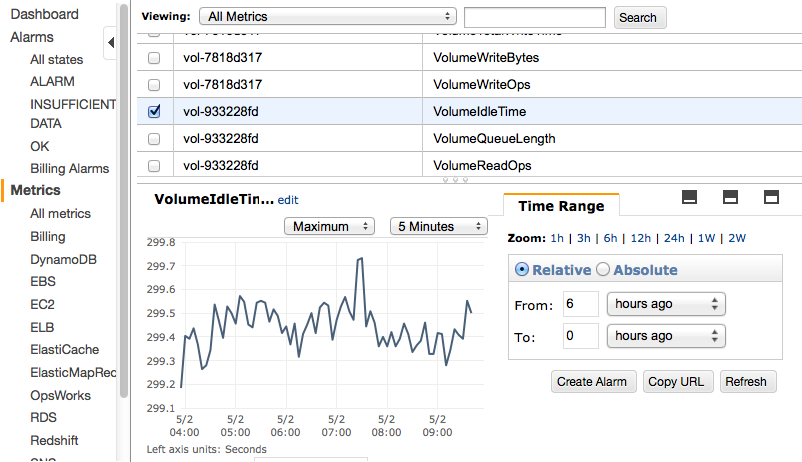 Dashboard
Alarms
All states
ALARM
INSUFFICIENT
DATA
OK
Billing Alarms
Metrics
All metrics
Billing
DynamoDB
EBS
EC2
ELB
ElastiCache
ElasticMapRec
OpsWorks
RDS
Redshift
Viewing: All Metrics Search
vol-7818d317 VolumeWriteBytes
vol-7818d317 VolumeWriteOps
vol-933228fd VolumeIdleTime
vol-933228fd VolumeQueueLength
vol-933228fd VolumeReadOps
VolumeIdleTin... edit
Maximum 5 Minutes
299.8
299.7
299.6
299.5
299.4
299.3
299.2
299.1
5/2 5/2 5/2 5/2 5/2 5/2
04:00 05:00 06:00 07:00 08:00 09:00
Left axis units: Seconds
Time Range
Zoom: 1h | 3h | 6h | 12h | 24h | 1W | 2W
Relative Absolute
From: 6 hours ago
To: 0 hours ago
Create Alarm Copy URL Refresh